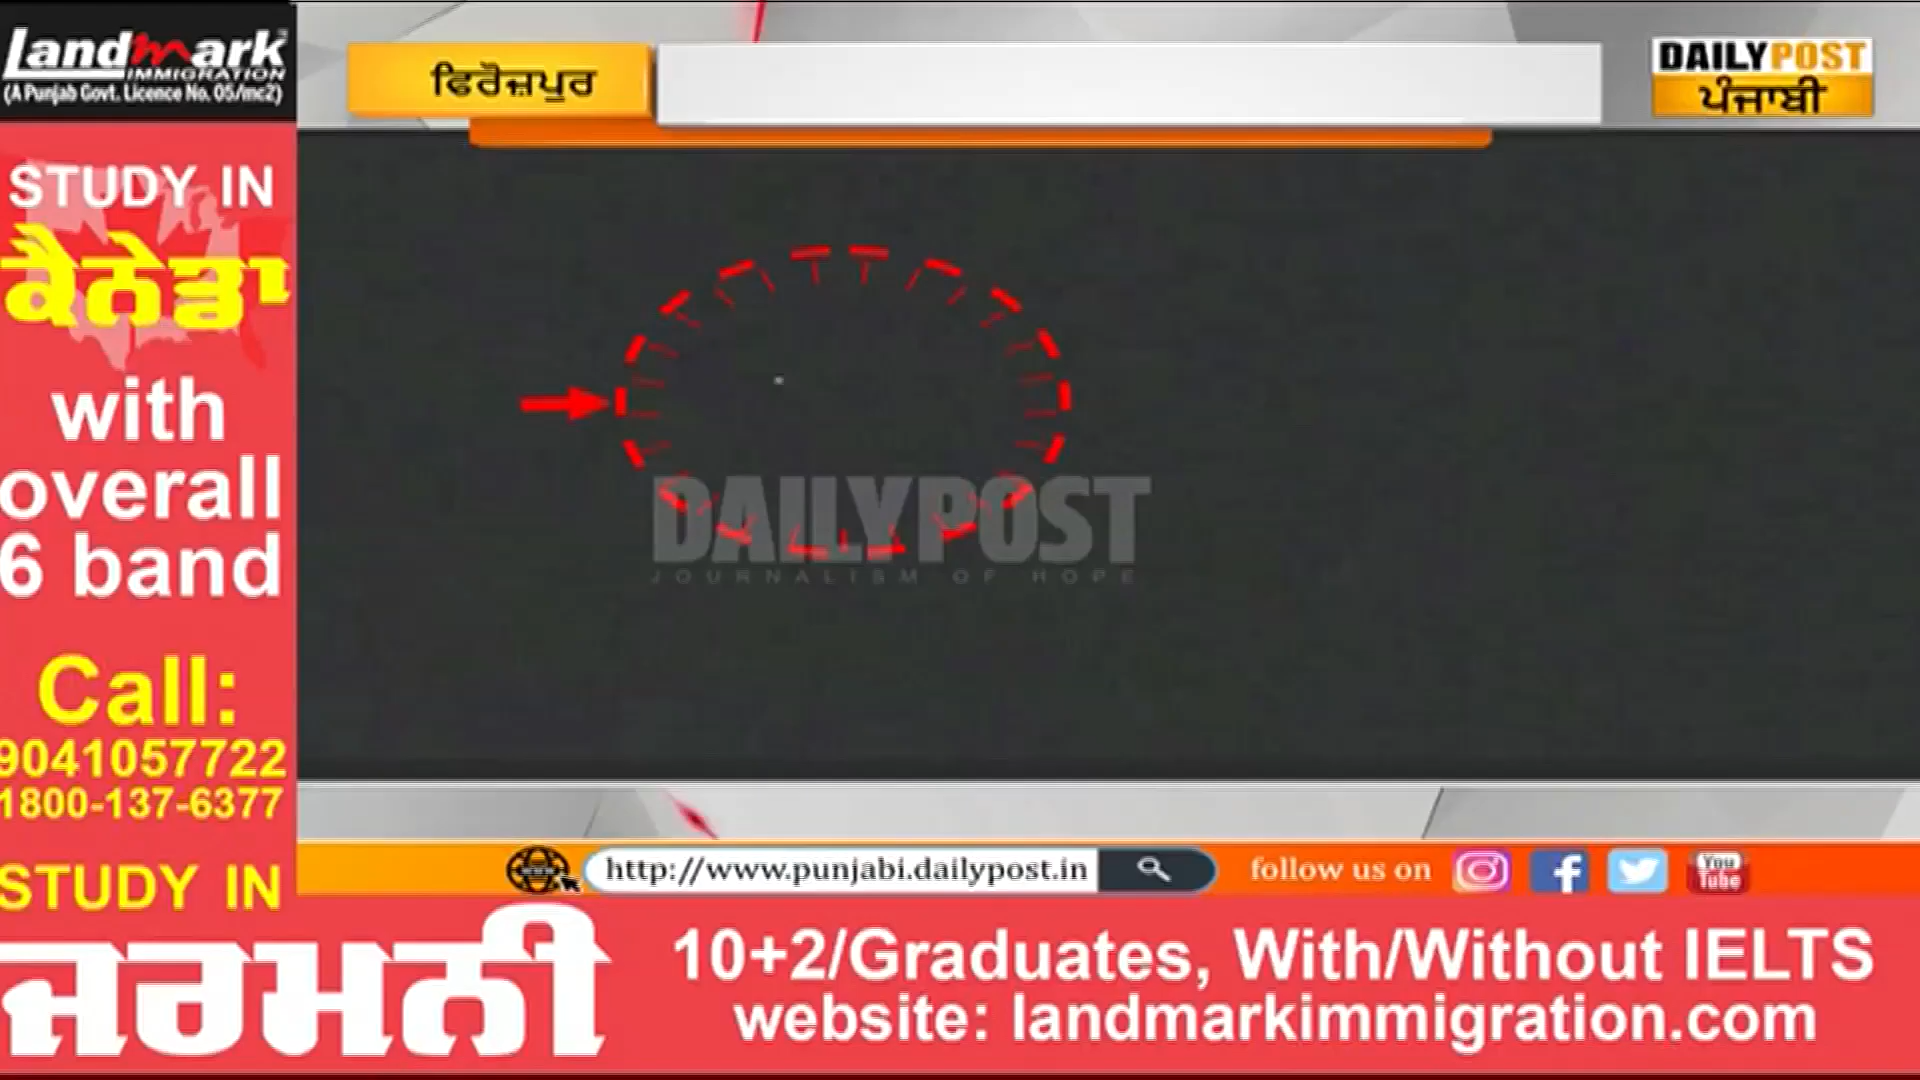 Landmark
IMMIGRATION
(A Punjab Govt. Licence No. 05/mc2)
ਫਿਰੋਜ਼ਪੁਰ
DAILYPOST
ਪੰਜਾਬੀ
STUDY IN
ਕੈਨੇਡਾ
with
overall
6 band
Call:
9041057722
1800-137-6377
DAILYPOST
JOURNALISM OF HOPE
http://www.punjabi.dailypost.in
follow us on
You
Tube
STUDY IN
ਜਰਮਨੀ
10+2/Graduates, With/Without IELTS
website: landmarkimmigration.com